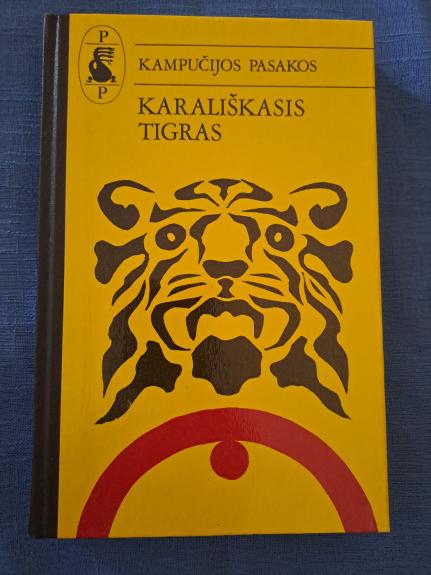 P
P
KAMPUČIJOS PASAKOS
KARALIŠKASIS
TIGRAS